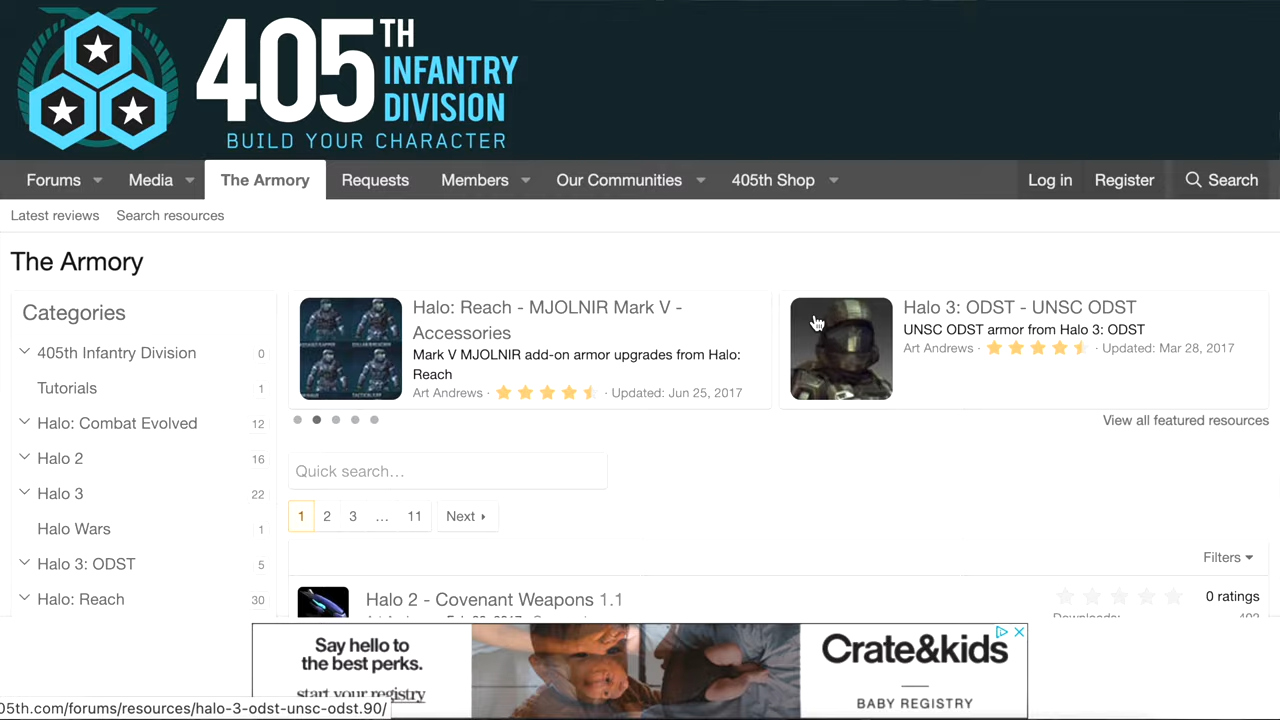 405TH
INFANTRY
DIVISION
BUILD YOUR CHARACTER
Forums Media The Armory Requests Members Our Communities 405th Shop Log in Register Search
Latest reviews Search resources
The Armory
Categories
405th Infantry Division 0
Tutorials 1
Halo: Combat Evolved 12
Halo 2 16
Halo 3 22
Halo Wars 1
Halo 3: ODST 5
Halo: Reach 30
Halo: Reach - MJOLNIR Mark V -
Accessories
Mark V MJOLNIR add-on armor upgrades from Halo:
Reach
Art Andrews · Updated: Jun 25, 2017
Halo 3: ODST - UNSC ODST
UNSC ODST armor from Halo 3: ODST
Art Andrews · Updated: Mar 28, 2017
View all featured resources
Quick search…
1 2 3 … 11 Next
Filters
Halo 2 - Covenant Weapons 1.1
0 ratings
Say hello to
the best perks.
start your registry
Crate&kids
BABY REGISTRY
05th.com/forums/resources/halo-3-odst-unsc-odst.90/